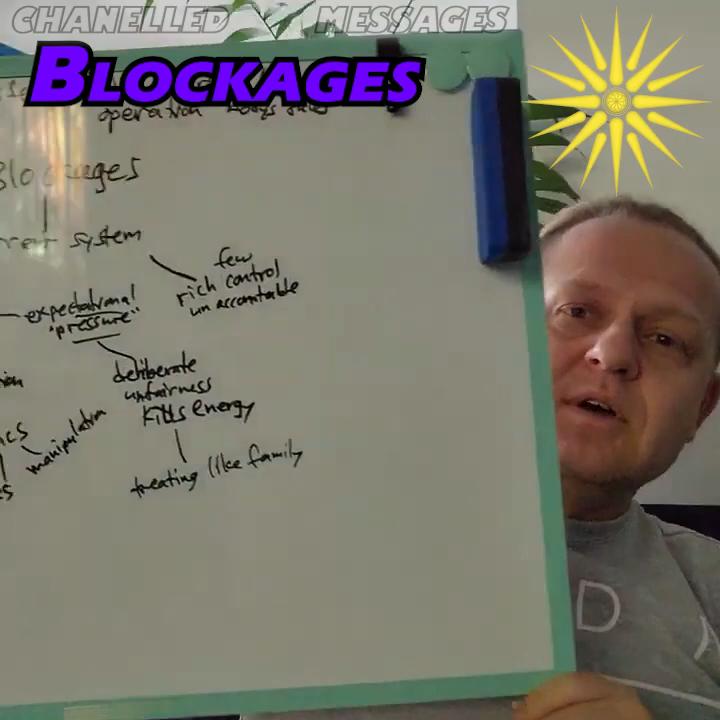 CHANELLED MESSAGES
BLOCKAGES
operation
Blockages
system
few
rich control
unaccountable
expectational
"pressure"
deliberate
unfairness
kills energy
manipulation
treating like family
D